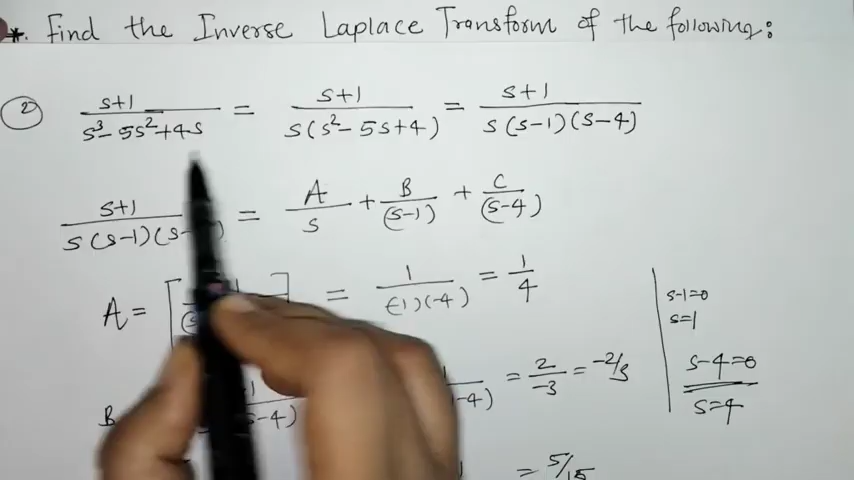 *. Find the Inverse Laplace Transform of the following:
② (s+1)/(s³-5s²+4s) = (s+1)/(s(s²-5s+4)) = (s+1)/(s(s-1)(s-4))
(s+1)/(s(s-1)(s- = A/s + B/(s-1) + C/(s-4)
A = [ ] = 1/((-1)(-4)) = 1/4
s-1=0
s=1
B -4) -4) = 2/-3 = -2/3
s-4=0
s=4
= 5/15